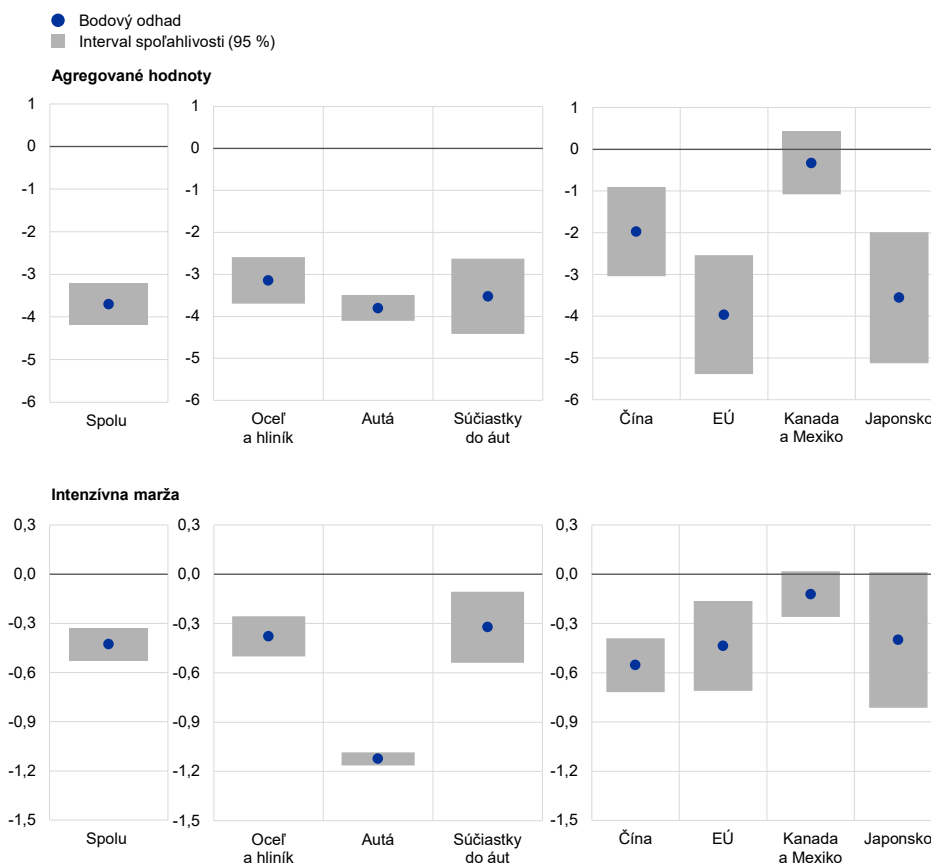 Bodový odhad
Interval spoľahlivosti (95 %)
Agregované hodnoty
1
0
-1
-2
-3
-4
-5
-6
Spolu
1
0
-1
-2
-3
-4
-5
-6
Oceľ
a hliník
Autá
Súčiastky
do áut
1
0
-1
-2
-3
-4
-5
-6
Čína
EÚ
Kanada
a Mexiko
Japonsko
Intenzívna marža
0,3
0,0
-0,3
-0,6
-0,9
-1,2
-1,5
Spolu
0,3
0,0
-0,3
-0,6
-0,9
-1,2
-1,5
Oceľ
a hliník
Autá
Súčiastky
do áut
0,3
0,0
-0,3
-0,6
-0,9
-1,2
-1,5
Čína
EÚ
Kanada
a Mexiko
Japonsko